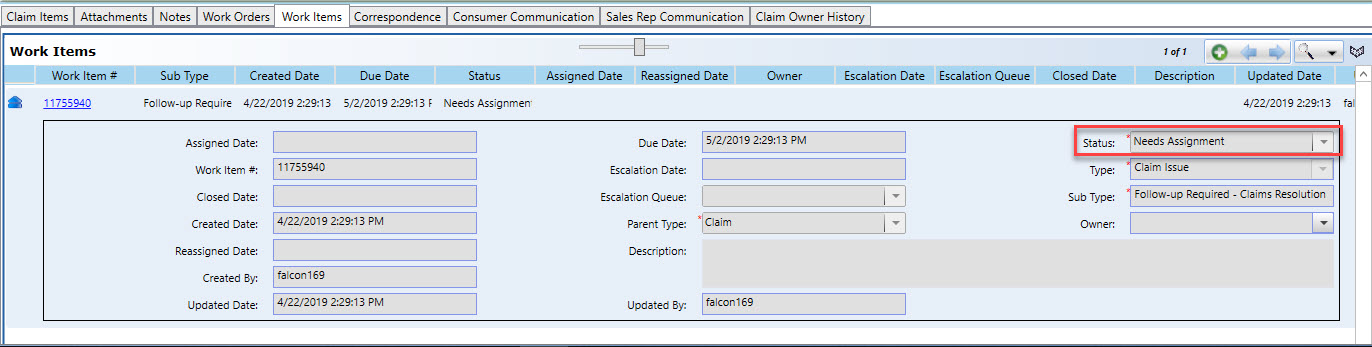 Claim Items Attachments Notes Work Orders Work Items Correspondence Consumer Communication Sales Rep Communication Claim Owner History
Work Items 1 of 1
Work Item # Sub Type Created Date Due Date Status Assigned Date Reassigned Date Owner Escalation Date Escalation Queue Closed Date Description Updated Date
11755940 Follow-up Require 4/22/2019 2:29:13 5/2/2019 2:29:13 F Needs Assignmen 4/22/2019 2:29:13 fal
Assigned Date: Due Date: 5/2/2019 2:29:13 PM Status: * Needs Assignment
Work Item #: 11755940 Escalation Date: Type: * Claim Issue
Closed Date: Escalation Queue: Sub Type: * Follow-up Required - Claims Resolution
Created Date: 4/22/2019 2:29:13 PM Parent Type: * Claim Owner:
Reassigned Date: Description:
Created By: falcon169
Updated Date: 4/22/2019 2:29:13 PM Updated By: falcon169